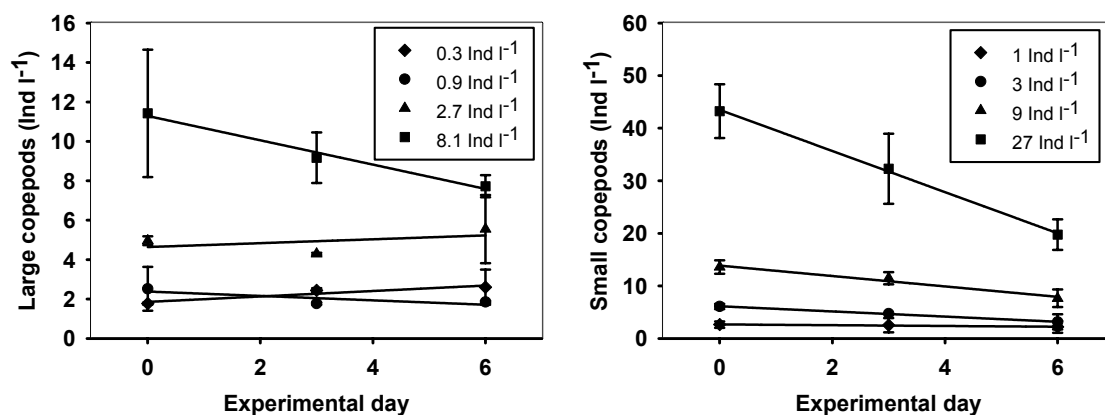 16
14
12
10
8
6
4
2
0
Large copepods (Ind l⁻¹)
0.3 Ind l⁻¹
0.9 Ind l⁻¹
2.7 Ind l⁻¹
8.1 Ind l⁻¹
0 2 4 6
Experimental day
60
50
40
30
20
10
0
Small copepods (Ind l⁻¹)
1 Ind l⁻¹
3 Ind l⁻¹
9 Ind l⁻¹
27 Ind l⁻¹
0 2 4 6
Experimental day